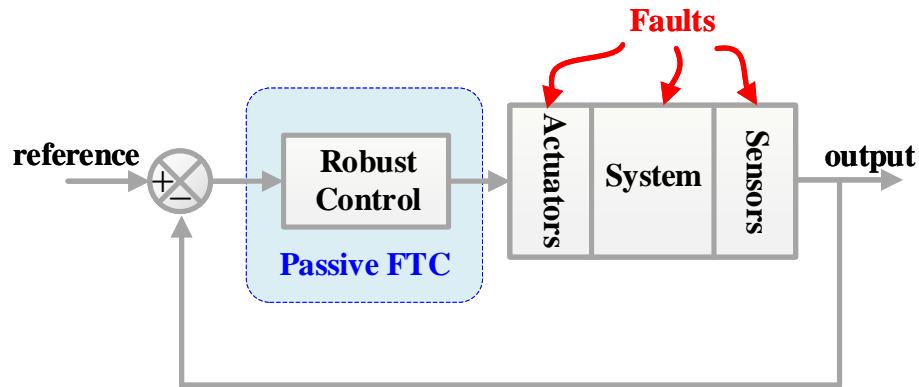 Faults
reference
+
−
Robust
Control
Passive FTC
Actuators
System
Sensors
output